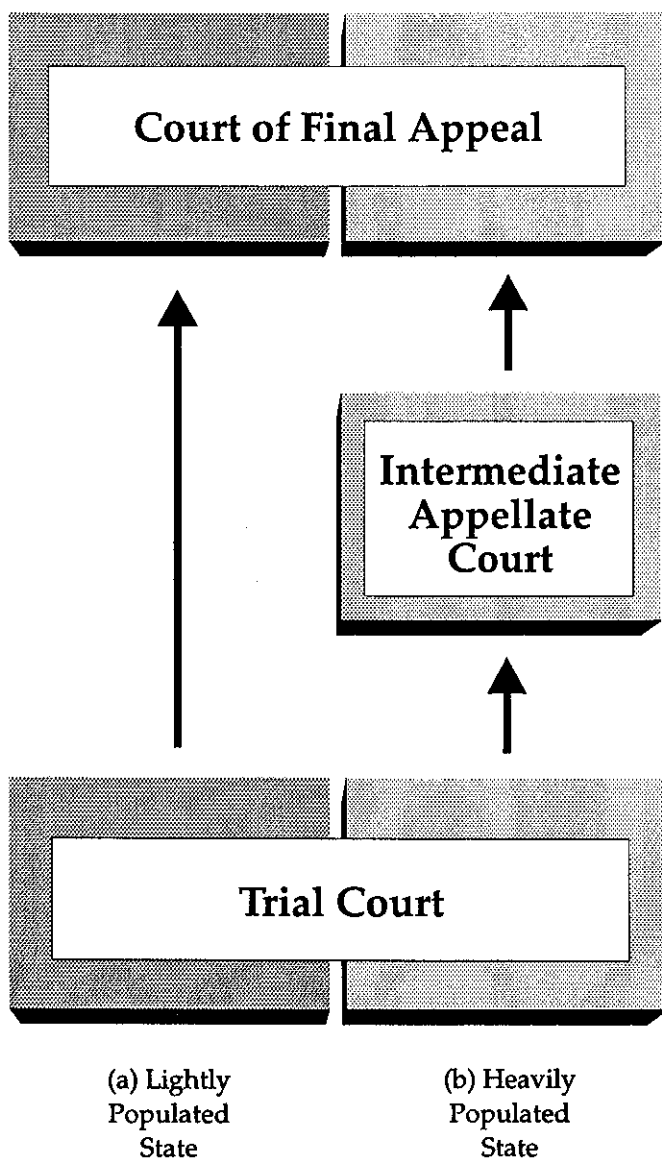 Court of Final Appeal
Intermediate
Appellate
Court
Trial Court
(a) Lightly
Populated
State
(b) Heavily
Populated
State